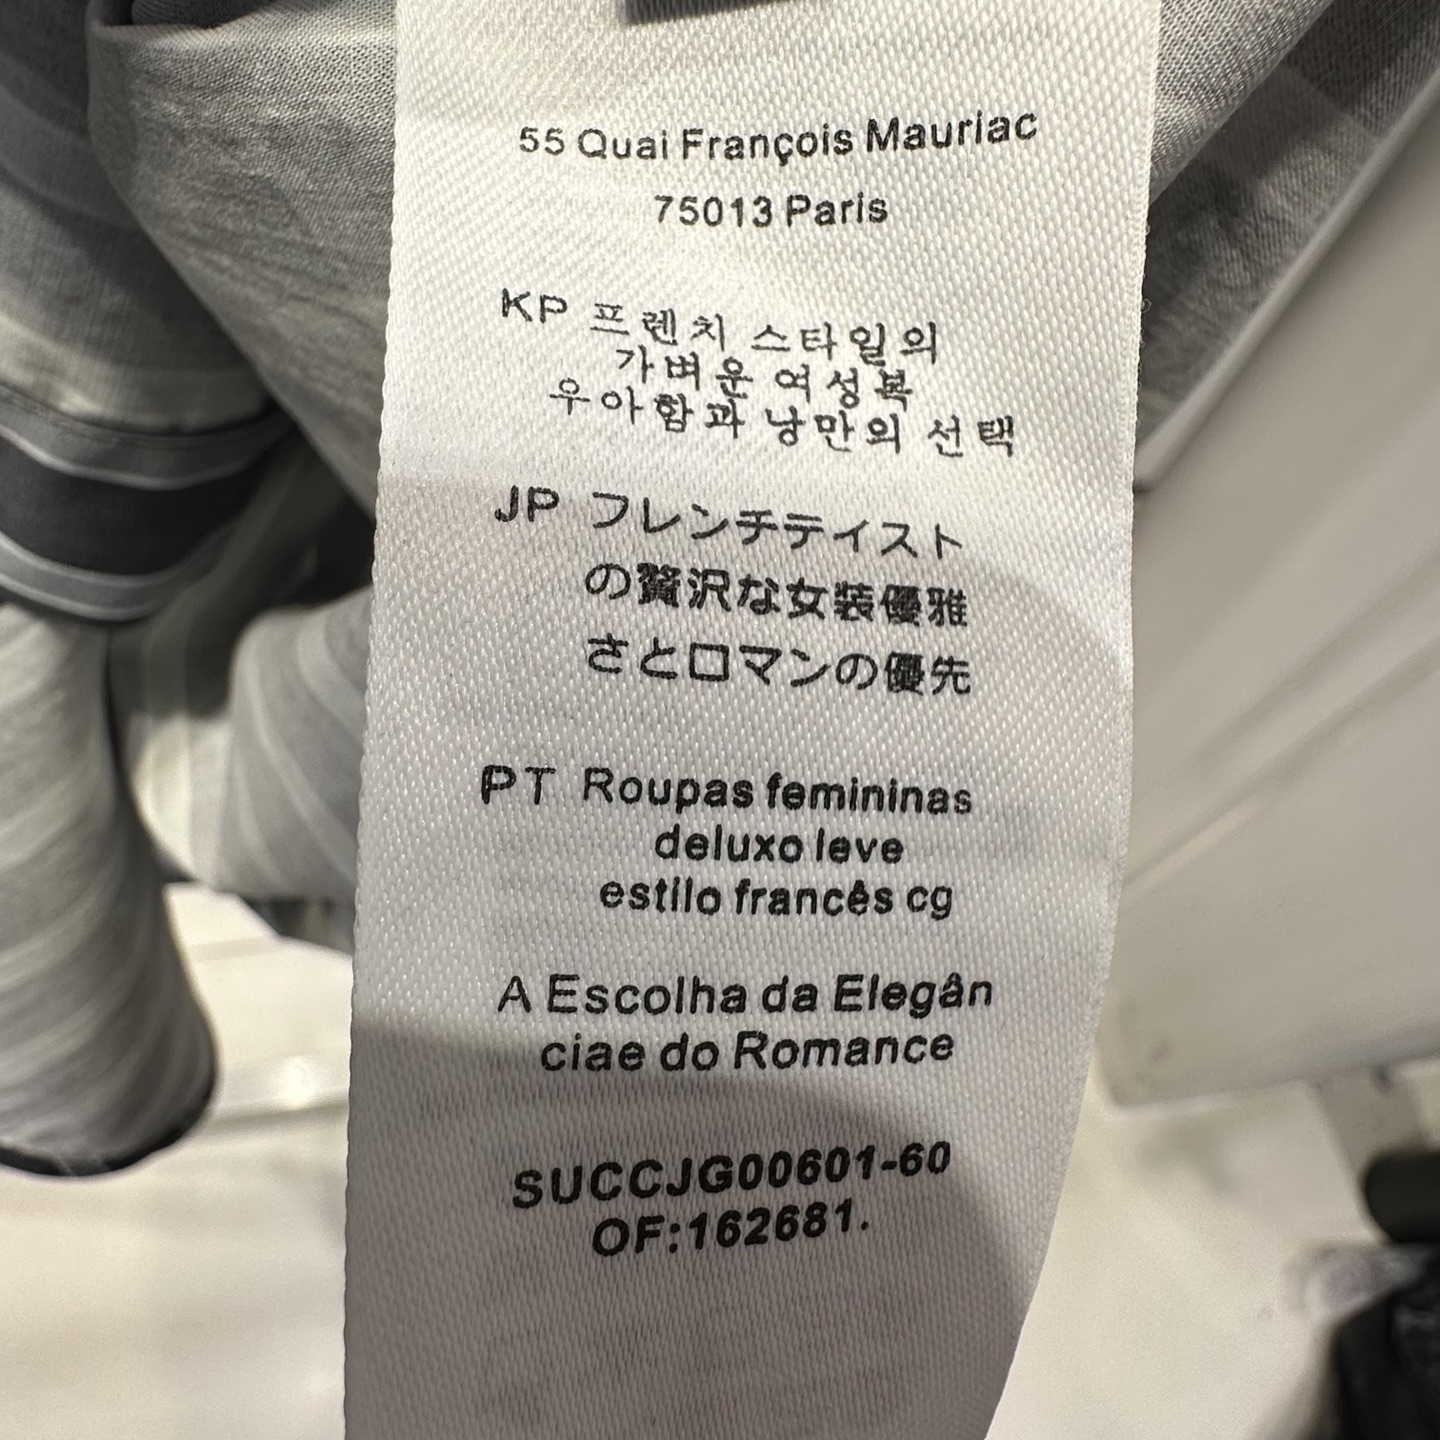 55 Quai François Mauriac
75013 Paris
KP 프렌치 스타일의
가벼운 여성복
우아함과 낭만의 선택
JP フレンチテイスト
の贅沢な女装優雅
さとロマンの優先
PT Roupas femininas
deluxo leve
estilo francês cg
A Escolha da Elegân
ciae do Romance
SUCCJG00601-60
OF:162681.